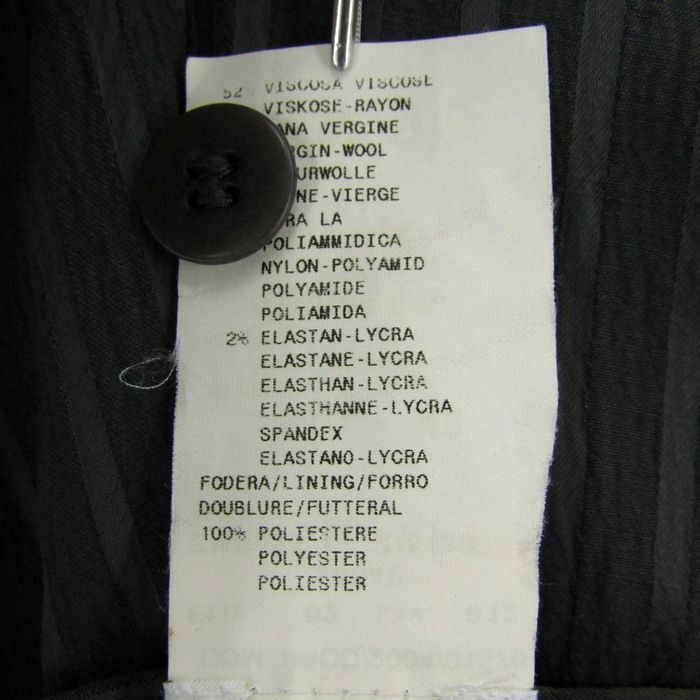 52% VISCOSA VISCOSE
VISKOSE-RAYON
ANA VERGINE
RGIN-WOOL
URWOLLE
NE-VIERGE
RA LA
POLIAMMIDICA
NYLON-POLYAMID
POLYAMIDE
POLIAMIDA
2% ELASTAN-LYCRA
ELASTANE-LYCRA
ELASTHAN-LYCRA
ELASTHANNE-LYCRA
SPANDEX
ELASTANO-LYCRA
FODERA/LINING/FORRO
DOUBLURE/FUTTERAL
100% POLIESTERE
POLYESTER
POLIESTER